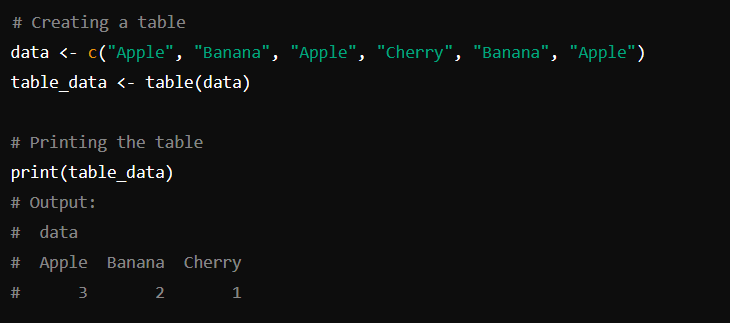 # Creating a table
data <- c("Apple", "Banana", "Apple", "Cherry", "Banana", "Apple")
table_data <- table(data)

# Printing the table
print(table_data)
# Output:
#  data
#  Apple  Banana  Cherry
#      3       2       1